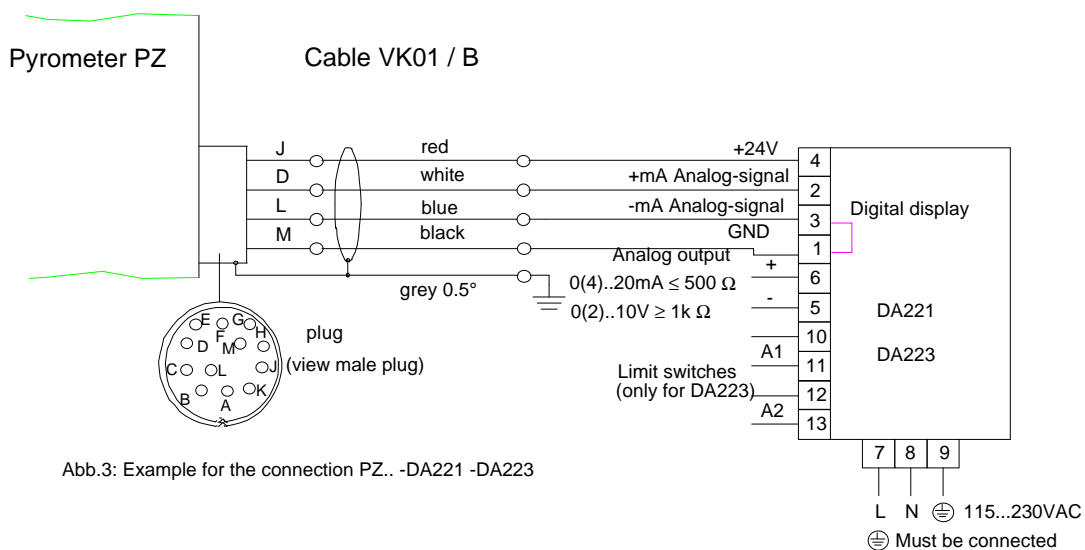 Pyrometer PZ
Cable VK01 / B
J red +24V 4
D white +mA Analog-signal 2
L blue -mA Analog-signal 3
M black GND 1
Digital display
grey 0.5°
Analog output
0(4)..20mA ≤ 500 Ω
0(2)..10V ≥ 1k Ω
+ 6
- 5
DA221
DA223
10
A1
11
Limit switches
(only for DA223)
12
A2
13
plug
(view male plug)
E F G H
D M
C L J
B A K
Abb.3: Example for the connection PZ.. -DA221 -DA223
7 8 9
L N 115...230VAC
Must be connected